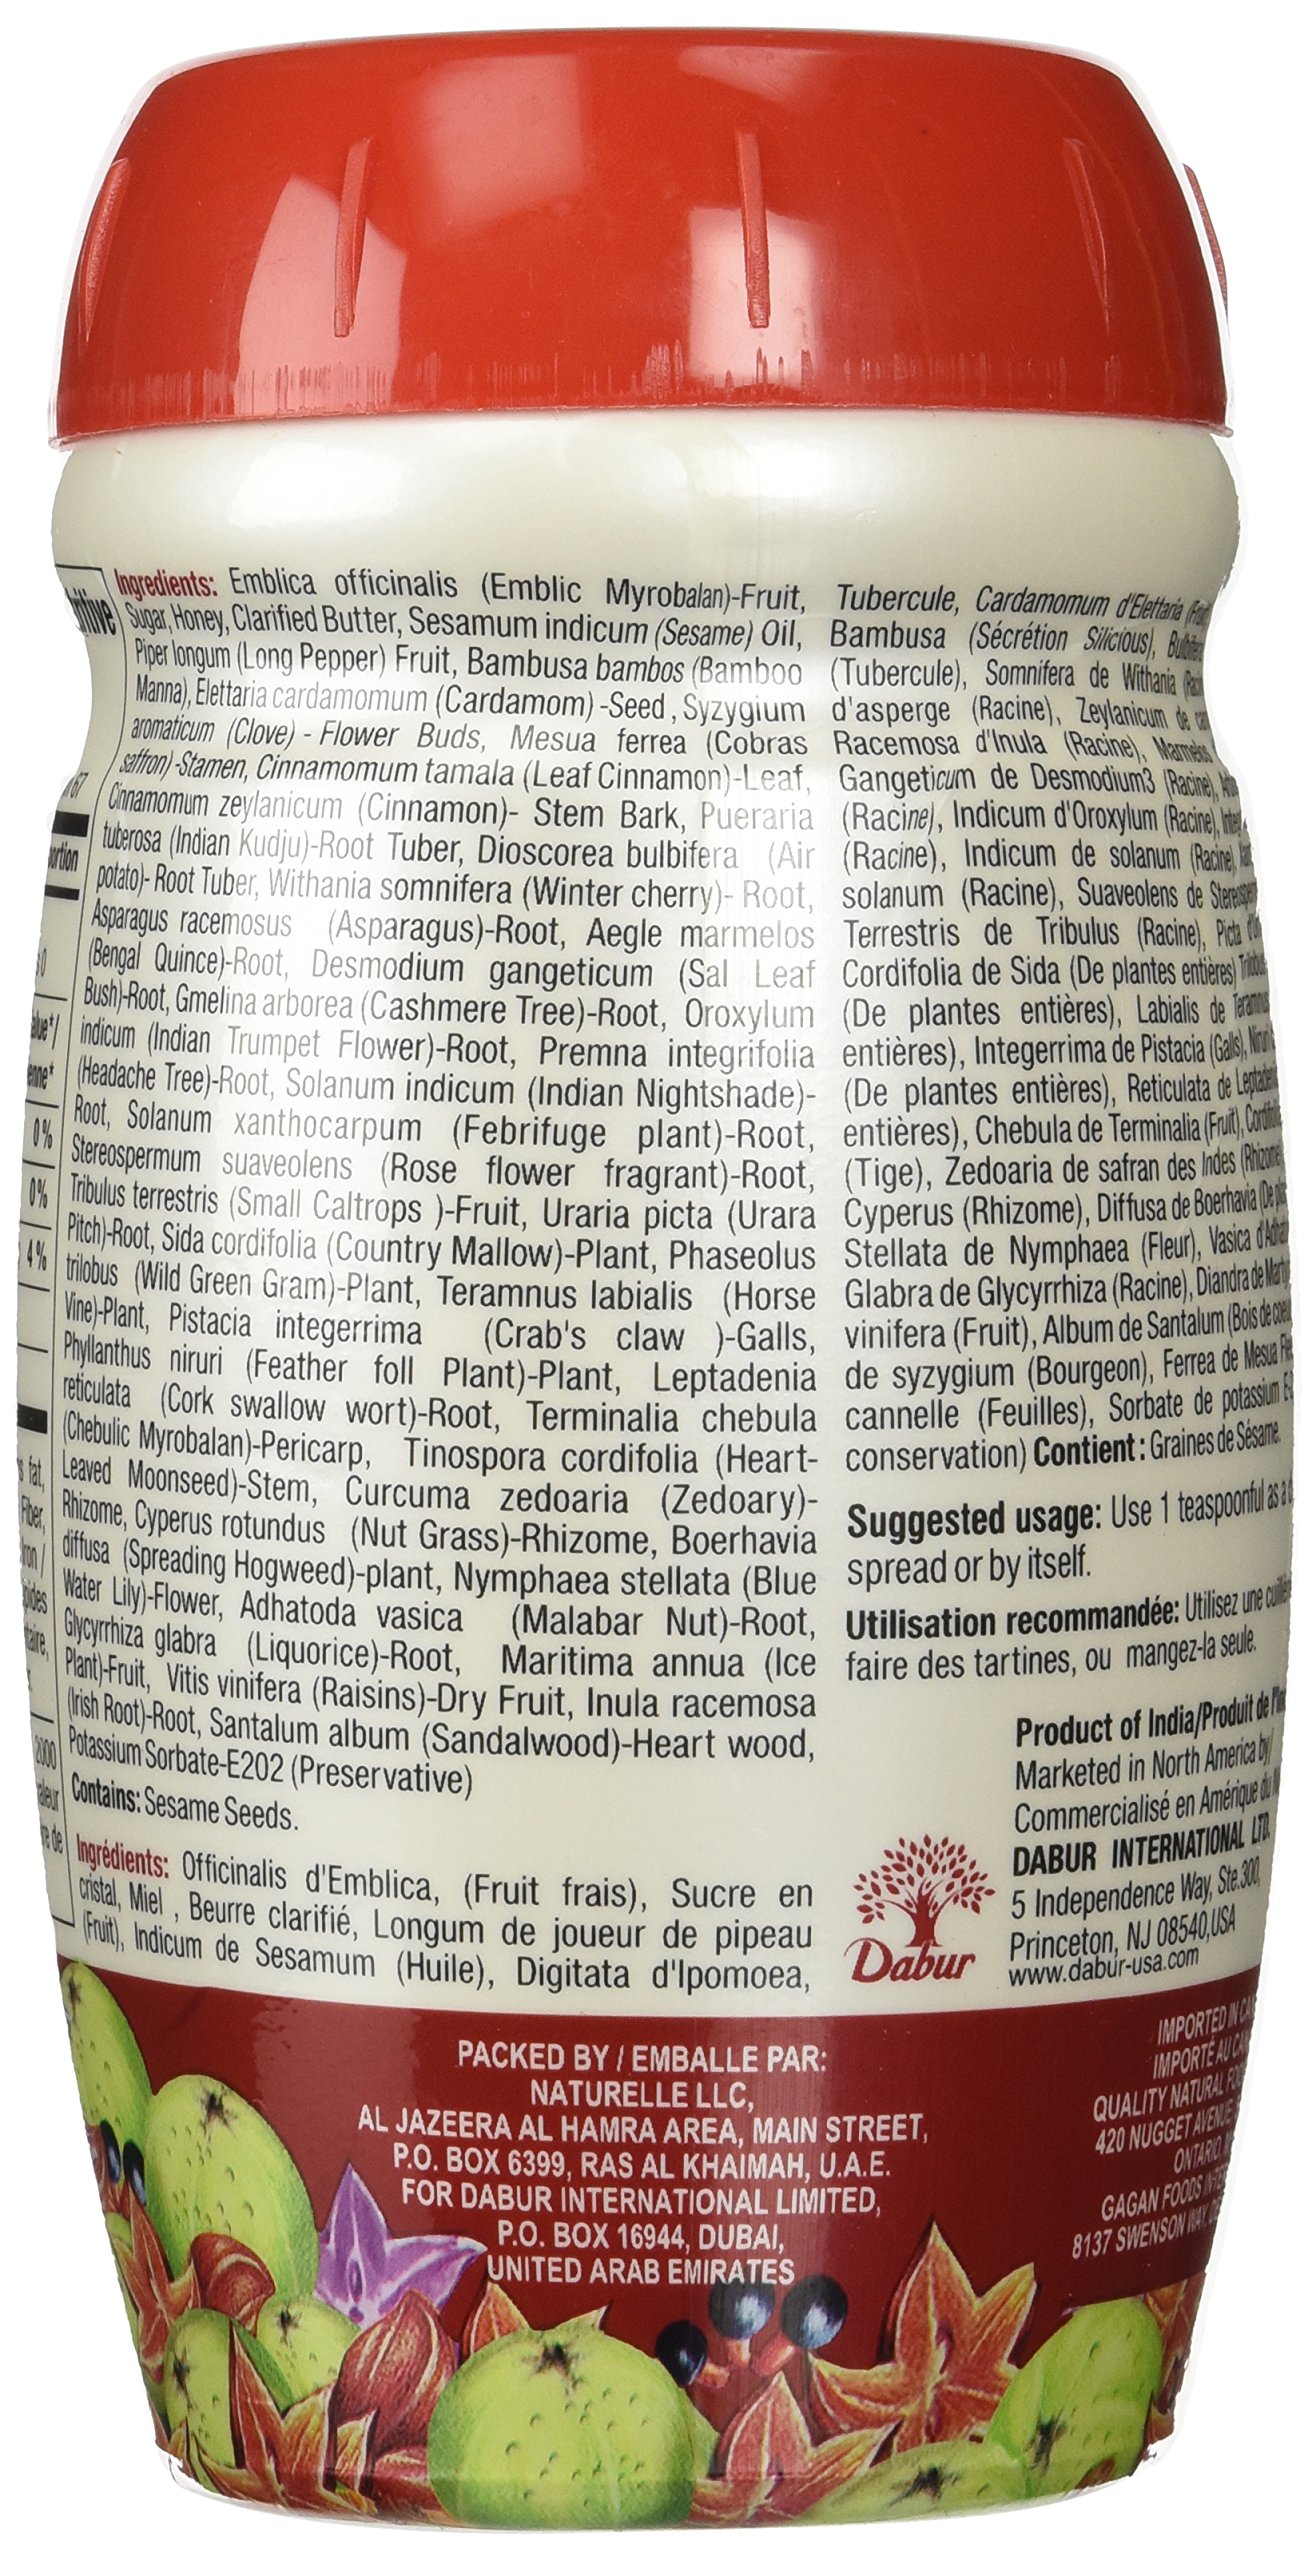 Ingredients: Emblica officinalis (Emblic Myrobalan)-Fruit,
Sugar, Honey, Clarified Butter, Sesamum indicum (Sesame) Oil,
Piper longum (Long Pepper) Fruit, Bambusa bambos (Bamboo
Manna), Elettaria cardamomum (Cardamom) -Seed , Syzygium
aromaticum (Clove) - Flower Buds, Mesua ferrea (Cobras
saffron) -Stamen, Cinnamomum tamala (Leaf Cinnamon)-Leaf,
Cinnamomum zeylanicum (Cinnamon)- Stem Bark, Pueraria
tuberosa (Indian Kudju)-Root Tuber, Dioscorea bulbifera (Air
potato)- Root Tuber, Withania somnifera (Winter cherry)- Root,
Asparagus racemosus (Asparagus)-Root, Aegle marmelos
(Bengal Quince)-Root, Desmodium gangeticum (Sal Leaf
Bush)-Root, Gmelina arborea (Cashmere Tree)-Root, Oroxylum
indicum (Indian Trumpet Flower)-Root, Premna integrifolia
(Headache Tree)-Root, Solanum indicum (Indian Nightshade)-
Root, Solanum xanthocarpum (Febrifuge plant)-Root,
Stereospermum suaveolens (Rose flower fragrant)-Root,
Tribulus terrestris (Small Caltrops )-Fruit, Uraria picta (Urara
Pitch)-Root, Sida cordifolia (Country Mallow)-Plant, Phaseolus
trilobus (Wild Green Gram)-Plant, Teramnus labialis (Horse
Vine)-Plant, Pistacia integerrima (Crab's claw )-Galls,
Phyllanthus niruri (Feather foll Plant)-Plant, Leptadenia
reticulata (Cork swallow wort)-Root, Terminalia chebula
(Chebulic Myrobalan)-Pericarp, Tinospora cordifolia (Heart-
Leaved Moonseed)-Stem, Curcuma zedoaria (Zedoary)-
Rhizome, Cyperus rotundus (Nut Grass)-Rhizome, Boerhavia
diffusa (Spreading Hogweed)-plant, Nymphaea stellata (Blue
Water Lily)-Flower, Adhatoda vasica (Malabar Nut)-Root,
Glycyrrhiza glabra (Liquorice)-Root, Maritima annua (Ice
Plant)-Fruit, Vitis vinifera (Raisins)-Dry Fruit, Inula racemosa
(Irish Root)-Root, Santalum album (Sandalwood)-Heart wood,
Potassium Sorbate-E202 (Preservative)
Contains: Sesame Seeds.
Ingrédients: Officinalis d'Emblica, (Fruit frais), Sucre en
cristal, Miel , Beurre clarifié, Longum de joueur de pipeau
(Fruit), Indicum de Sesamum (Huile), Digitata d'Ipomoea,
Tubercule, Cardamomum d'Elettaria
Bambusa (Sécrétion Silicious),
(Tubercule), Somnifera de Withania
d'asperge (Racine), Zeylanicum de
Racemosa d'Inula (Racine), Marmelos
Gangeticum de Desmodium3 (Racine),
(Racine), Indicum d'Oroxylum (Racine),
(Racine), Indicum de solanum (Racine),
solanum (Racine), Suaveolens de
Terrestris de Tribulus (Racine), Picta
Cordifolia de Sida (De plantes entières)
(De plantes entières), Labialis de
entières), Integerrima de Pistacia (Galls),
(De plantes entières), Reticulata de
entières), Chebula de Terminalia (Fruit),
(Tige), Zedoaria de safran des Indes
Cyperus (Rhizome), Diffusa de Boerhavia
Stellata de Nymphaea (Fleur), Vasica
Glabra de Glycyrrhiza (Racine), Diandra de
vinifera (Fruit), Album de Santalum (Bois de
de syzygium (Bourgeon), Ferrea de Mesua
cannelle (Feuilles), Sorbate de potassium
conservation) Contient : Graines de Sésame.
Suggested usage: Use 1 teaspoonful as a
spread or by itself.
Utilisation recommandée: Utilisez une
faire des tartines, ou mangez-la seule.
Product of India/Produit de
Marketed in North America by/
Commercialisé en Amérique du
DABUR INTERNATIONAL LTD.
5 Independence Way, Ste.300,
Princeton, NJ 08540,USA
www.dabur-usa.com
Dabur
PACKED BY / EMBALLE PAR:
NATURELLE LLC,
AL JAZEERA AL HAMRA AREA, MAIN STREET,
P.O. BOX 6399, RAS AL KHAIMAH, U.A.E.
FOR DABUR INTERNATIONAL LIMITED,
P.O. BOX 16944, DUBAI,
UNITED ARAB EMIRATES
IMPORTED IN
IMPORTÉ AU
QUALITY NATURAL
420 NUGGET AVENUE
ONTARIO
GAGAN FOODS
8137 SWENSON WAY,
67
0%
0%
4%
fat,
2000